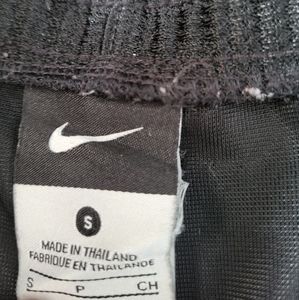 S
MADE IN THAILAND
FABRIQUÉ EN THAÏLANDE
S P CH